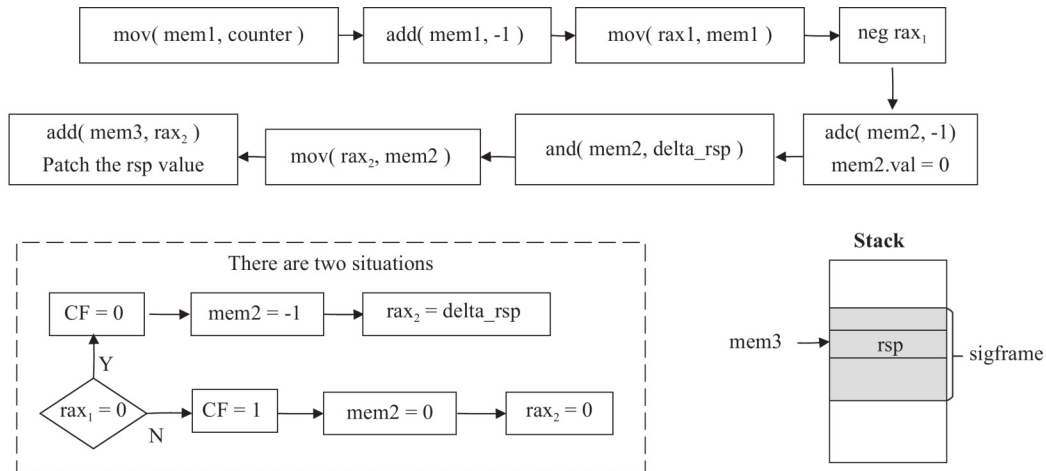 mov( mem1, counter )
add( mem1, -1 )
mov( rax1, mem1 )
neg rax₁
add( mem3, rax₂ )
Patch the rsp value
mov( rax₂, mem2 )
and( mem2, delta_rsp )
adc( mem2, -1)
mem2.val = 0
There are two situations
CF = 0
mem2 = -1
rax₂ = delta_rsp
Y
rax₁ = 0
N
CF = 1
mem2 = 0
rax₂ = 0
Stack
mem3
rsp
sigframe